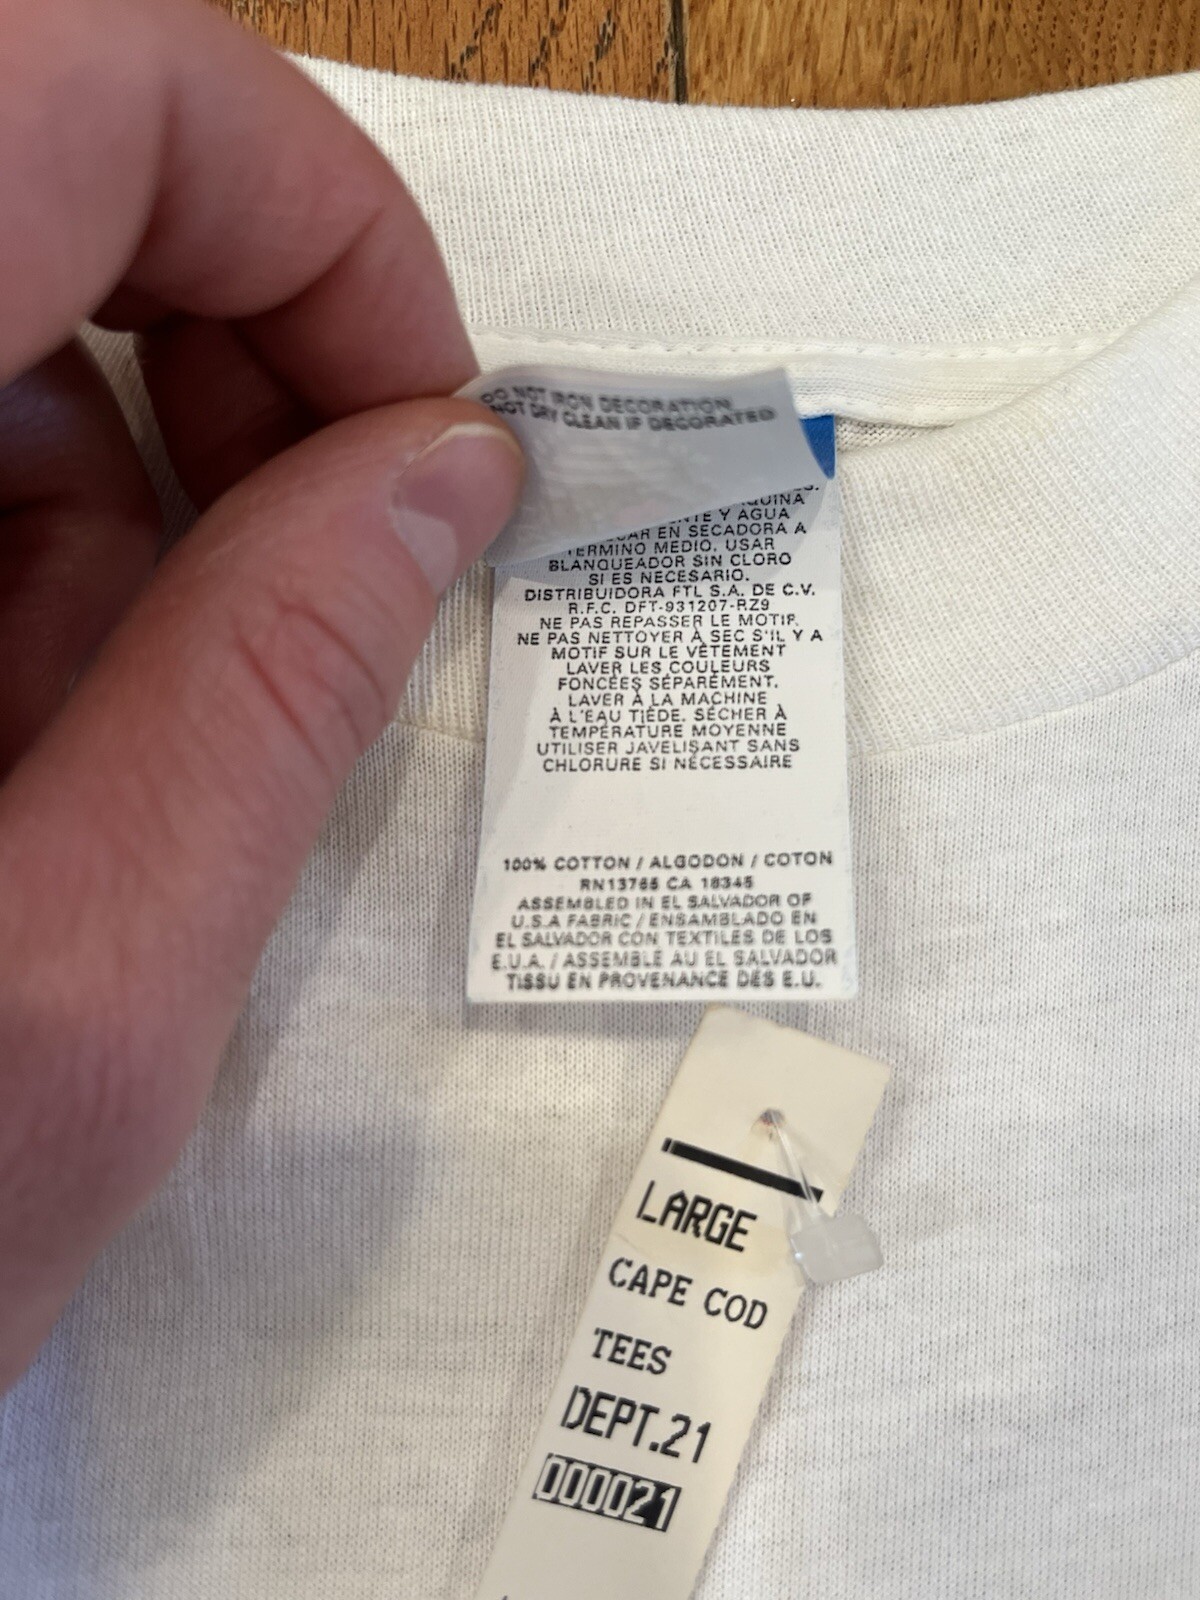 DO NOT IRON DECORATION
NOT DRY CLEAN IF DECORATED
Y AGUA
EN SECADORA A
TERMINO MEDIO. USAR
BLANQUEADOR SIN CLORO
SI ES NECESARIO.
DISTRIBUIDORA FTL S.A. DE C.V.
R.F.C. DFT-931207-RZ9
NE PAS REPASSER LE MOTIF.
NE PAS NETTOYER À SEC S'IL Y A
MOTIF SUR LE VÊTEMENT
LAVER LES COULEURS
FONCÉES SÉPARÉMENT.
LAVER À LA MACHINE
À L'EAU TIÈDE. SÉCHER À
TEMPÉRATURE MOYENNE
UTILISER JAVELISANT SANS
CHLORURE SI NÉCESSAIRE
100% COTTON / ALGODON / COTON
RN13765 CA 18345
ASSEMBLED IN EL SALVADOR OF
U.S.A FABRIC / ENSAMBLADO EN
EL SALVADOR CON TEXTILES DE LOS
E.U.A. / ASSEMBLÉ AU EL SALVADOR
TISSU EN PROVENANCE DES E.U.
LARGE
CAPE COD
TEES
DEPT.21
000021